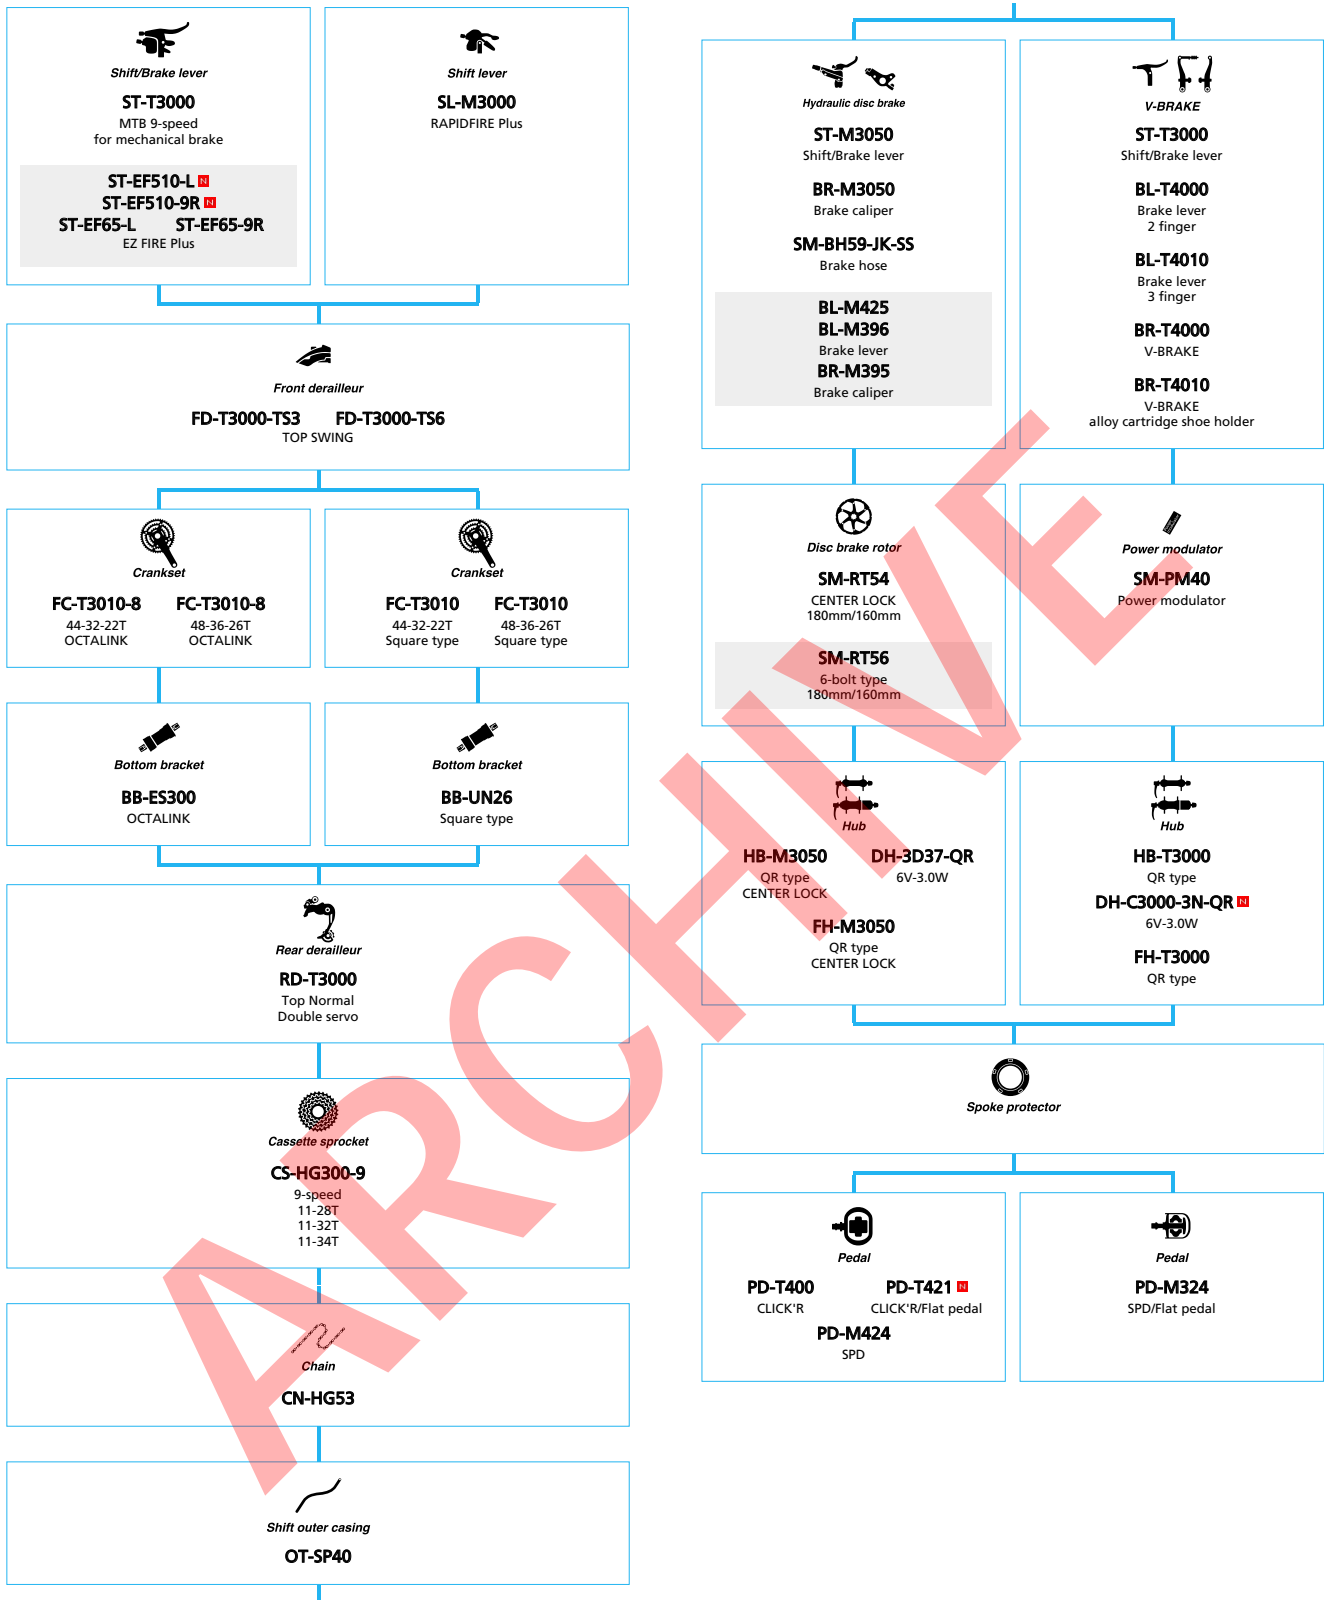 Shift/Brake lever
ST-T3000
MTB 9-speed
for mechanical brake
ST-EF510-L N
ST-EF510-9R N
ST-EF65-L ST-EF65-9R
EZ FIRE Plus
Shift lever
SL-M3000
RAPIDFIRE Plus
Front derailleur
FD-T3000-TS3 FD-T3000-TS6
TOP SWING
Crankset
FC-T3010-8 FC-T3010-8
44-32-22T 48-36-26T
OCTALINK OCTALINK
Crankset
FC-T3010 FC-T3010
44-32-22T 48-36-26T
Square type Square type
Bottom bracket
BB-ES300
OCTALINK
Bottom bracket
BB-UN26
Square type
Rear derailleur
RD-T3000
Top Normal
Double servo
Cassette sprocket
CS-HG300-9
9-speed
11-28T
11-32T
11-34T
Chain
CN-HG53
Shift outer casing
OT-SP40
Hydraulic disc brake
ST-M3050
Shift/Brake lever
BR-M3050
Brake caliper
SM-BH59-JK-SS
Brake hose
BL-M425
BL-M396
Brake lever
BR-M395
Brake caliper
V-BRAKE
ST-T3000
Shift/Brake lever
BL-T4000
Brake lever
2 finger
BL-T4010
Brake lever
3 finger
BR-T4000
V-BRAKE
BR-T4010
V-BRAKE
alloy cartridge shoe holder
Disc brake rotor
SM-RT54
CENTER LOCK
180mm/160mm
SM-RT56
6-bolt type
180mm/160mm
Power modulator
SM-PM40
Power modulator
Hub
HB-M3050 DH-3D37-QR
QR type 6V-3.0W
CENTER LOCK
FH-M3050
QR type
CENTER LOCK
Hub
HB-T3000
QR type
DH-C3000-3N-QR N
6V-3.0W
FH-T3000
QR type
Spoke protector
Pedal
PD-T400 PD-T421 N
CLICK'R CLICK'R/Flat pedal
PD-M424
SPD
Pedal
PD-M324
SPD/Flat pedal
ARCHIVE